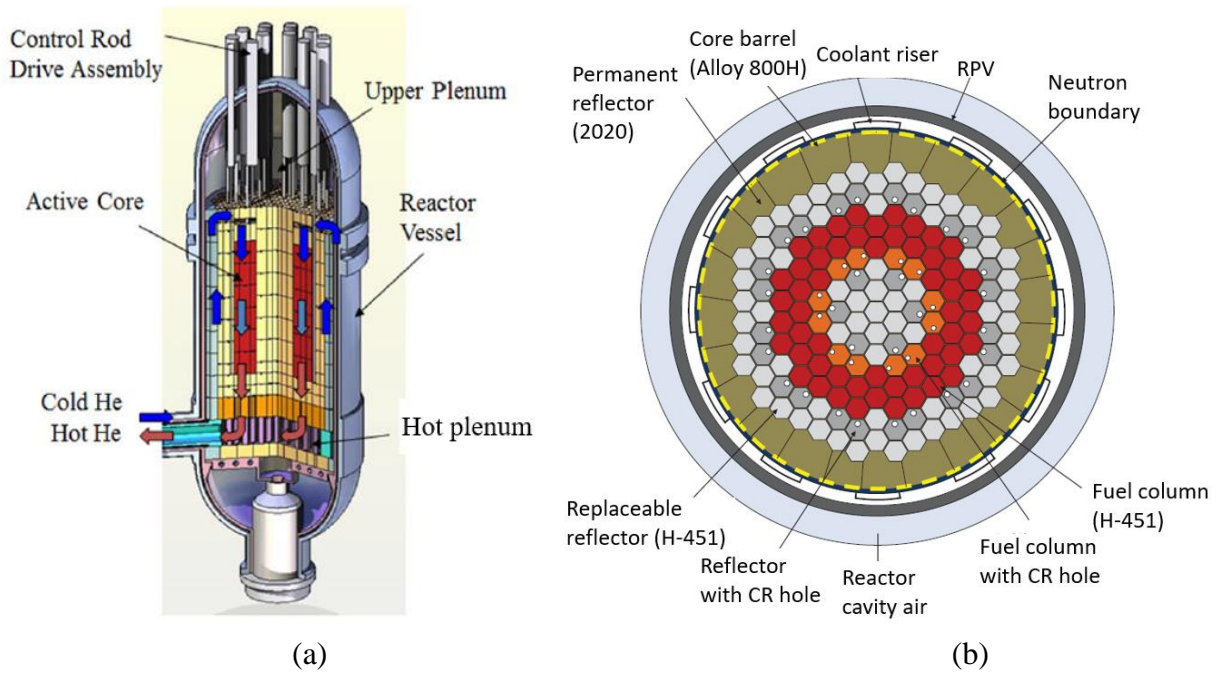 Control Rod
Drive Assembly
Upper Plenum
Active Core
Reactor
Vessel
Cold He
Hot He
Hot plenum
(a)
Core barrel
(Alloy 800H)
Coolant riser
RPV
Permanent
reflector
(2020)
Neutron
boundary
Replaceable
reflector (H-451)
Reflector
with CR hole
Reactor
cavity air
Fuel column
with CR hole
Fuel column
(H-451)
(b)